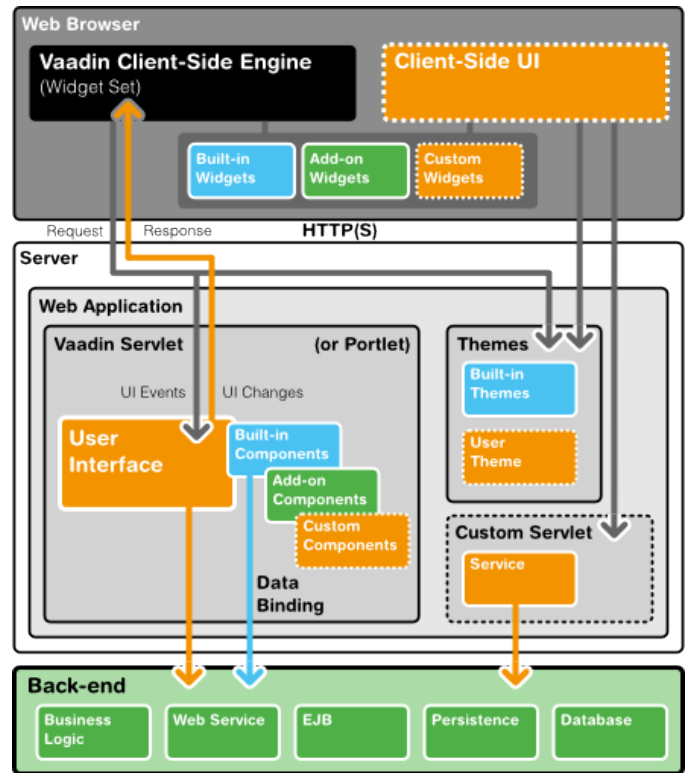 Web Browser
Vaadin Client-Side Engine
(Widget Set)
Client-Side UI
Built-in
Widgets
Add-on
Widgets
Custom
Widgets
Request
Response
HTTP(S)
Server
Web Application
Vaadin Servlet
(or Portlet)
UI Events
UI Changes
User
Interface
Built-in
Components
Add-on
Components
Custom
Components
Data
Binding
Themes
Built-in
Themes
User
Theme
Custom Servlet
Service
Back-end
Business
Logic
Web Service
EJB
Persistence
Database